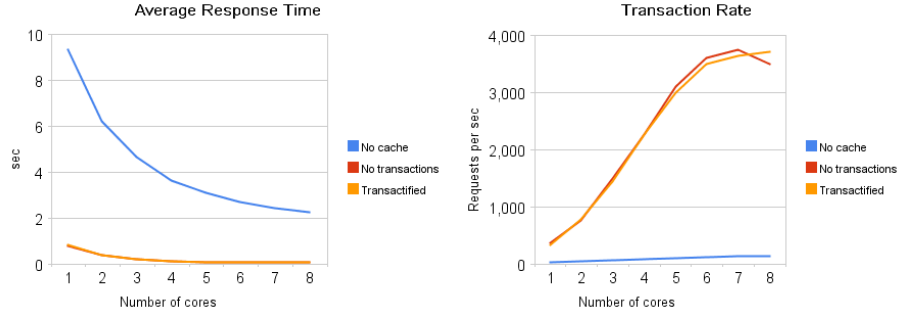 Average Response Time
10
8
6
4
2
0
sec
1 2 3 4 5 6 7 8
Number of cores
No cache
No transactions
Transactified
Transaction Rate
4,000
3,000
2,000
1,000
0
Requests per sec
1 2 3 4 5 6 7 8
Number of cores
No cache
No transactions
Transactified